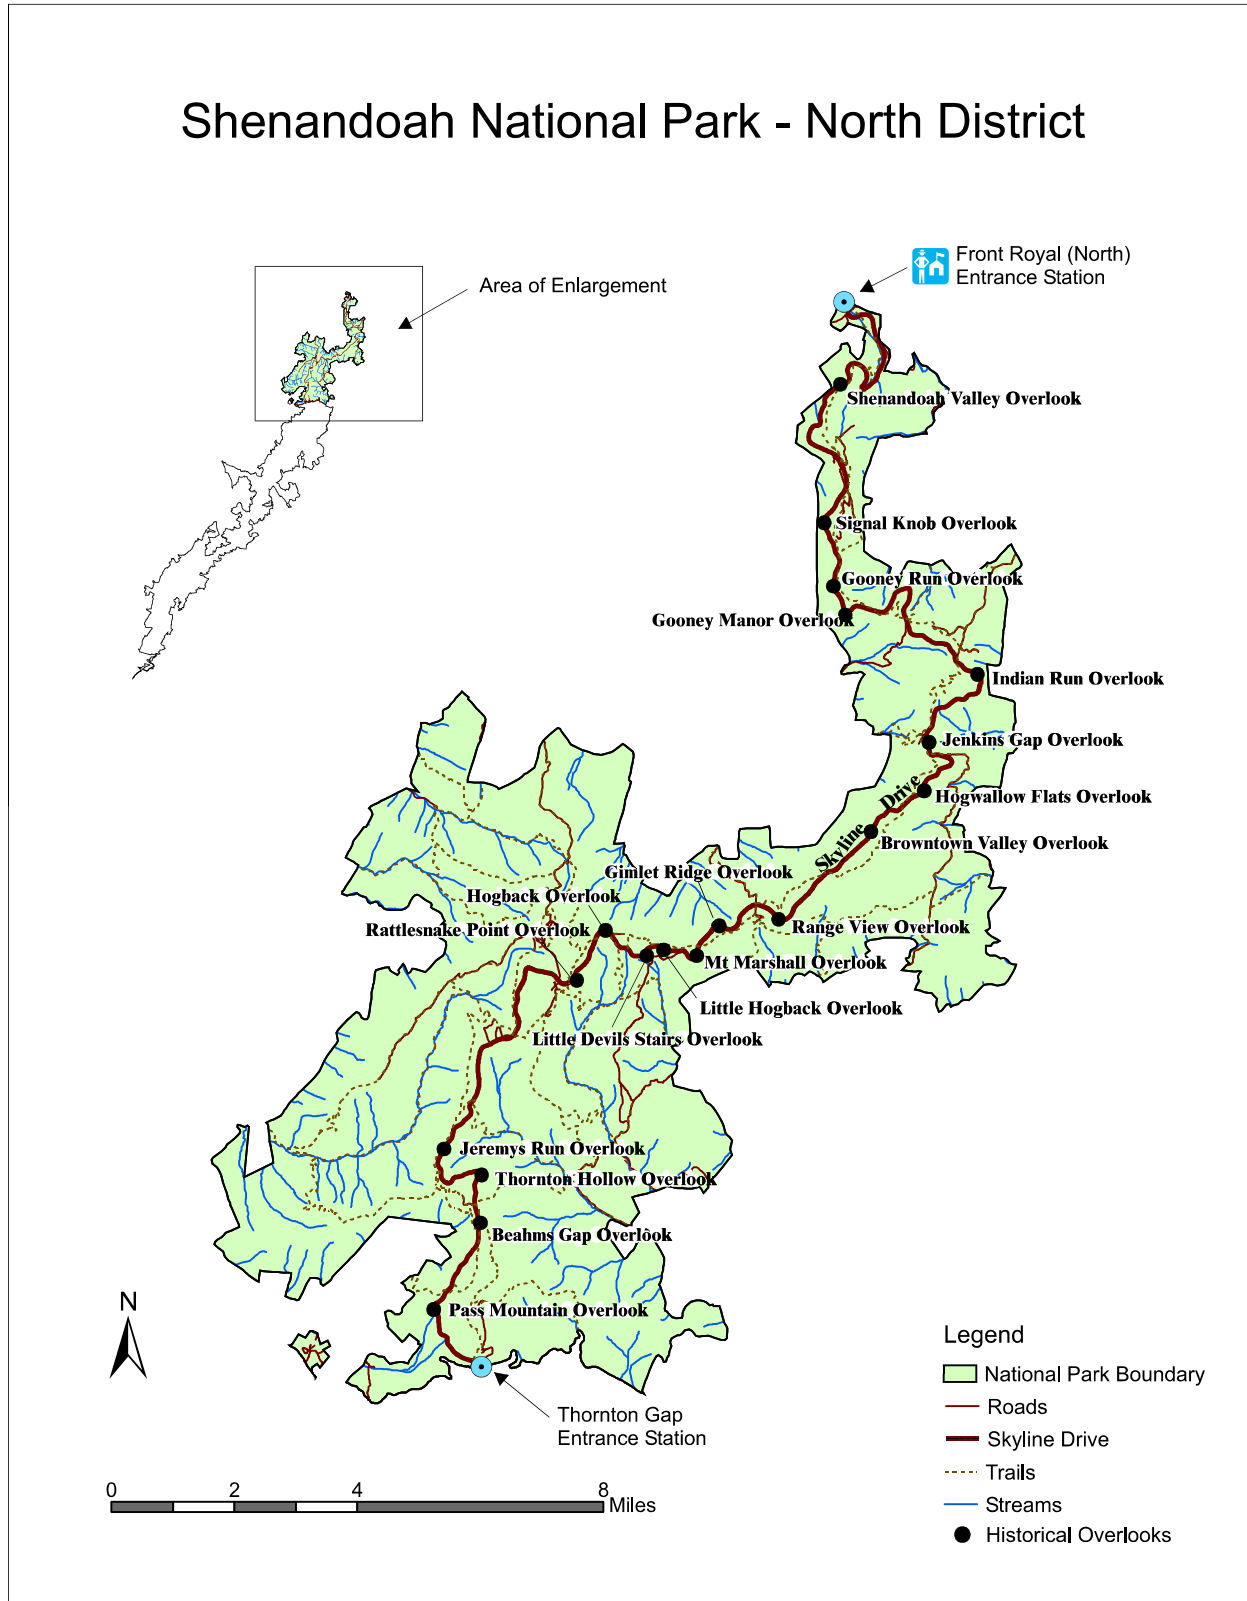 Shenandoah National Park - North District
Front Royal (North)
Entrance Station
Area of Enlargement
Shenandoah Valley Overlook
Signal Knob Overlook
Gooney Run Overlook
Gooney Manor Overlook
Indian Run Overlook
Jenkins Gap Overlook
Skyline Drive
Hogwallow Flats Overlook
Browntown Valley Overlook
Gimlet Ridge Overlook
Hogback Overlook
Range View Overlook
Rattlesnake Point Overlook
Mt Marshall Overlook
Little Hogback Overlook
Little Devils Stairs Overlook
Jeremys Run Overlook
Thornton Hollow Overlook
Beahms Gap Overlook
Pass Mountain Overlook
N
Thornton Gap
Entrance Station
0 2 4 8
Miles
Legend
National Park Boundary
Roads
Skyline Drive
Trails
Streams
Historical Overlooks